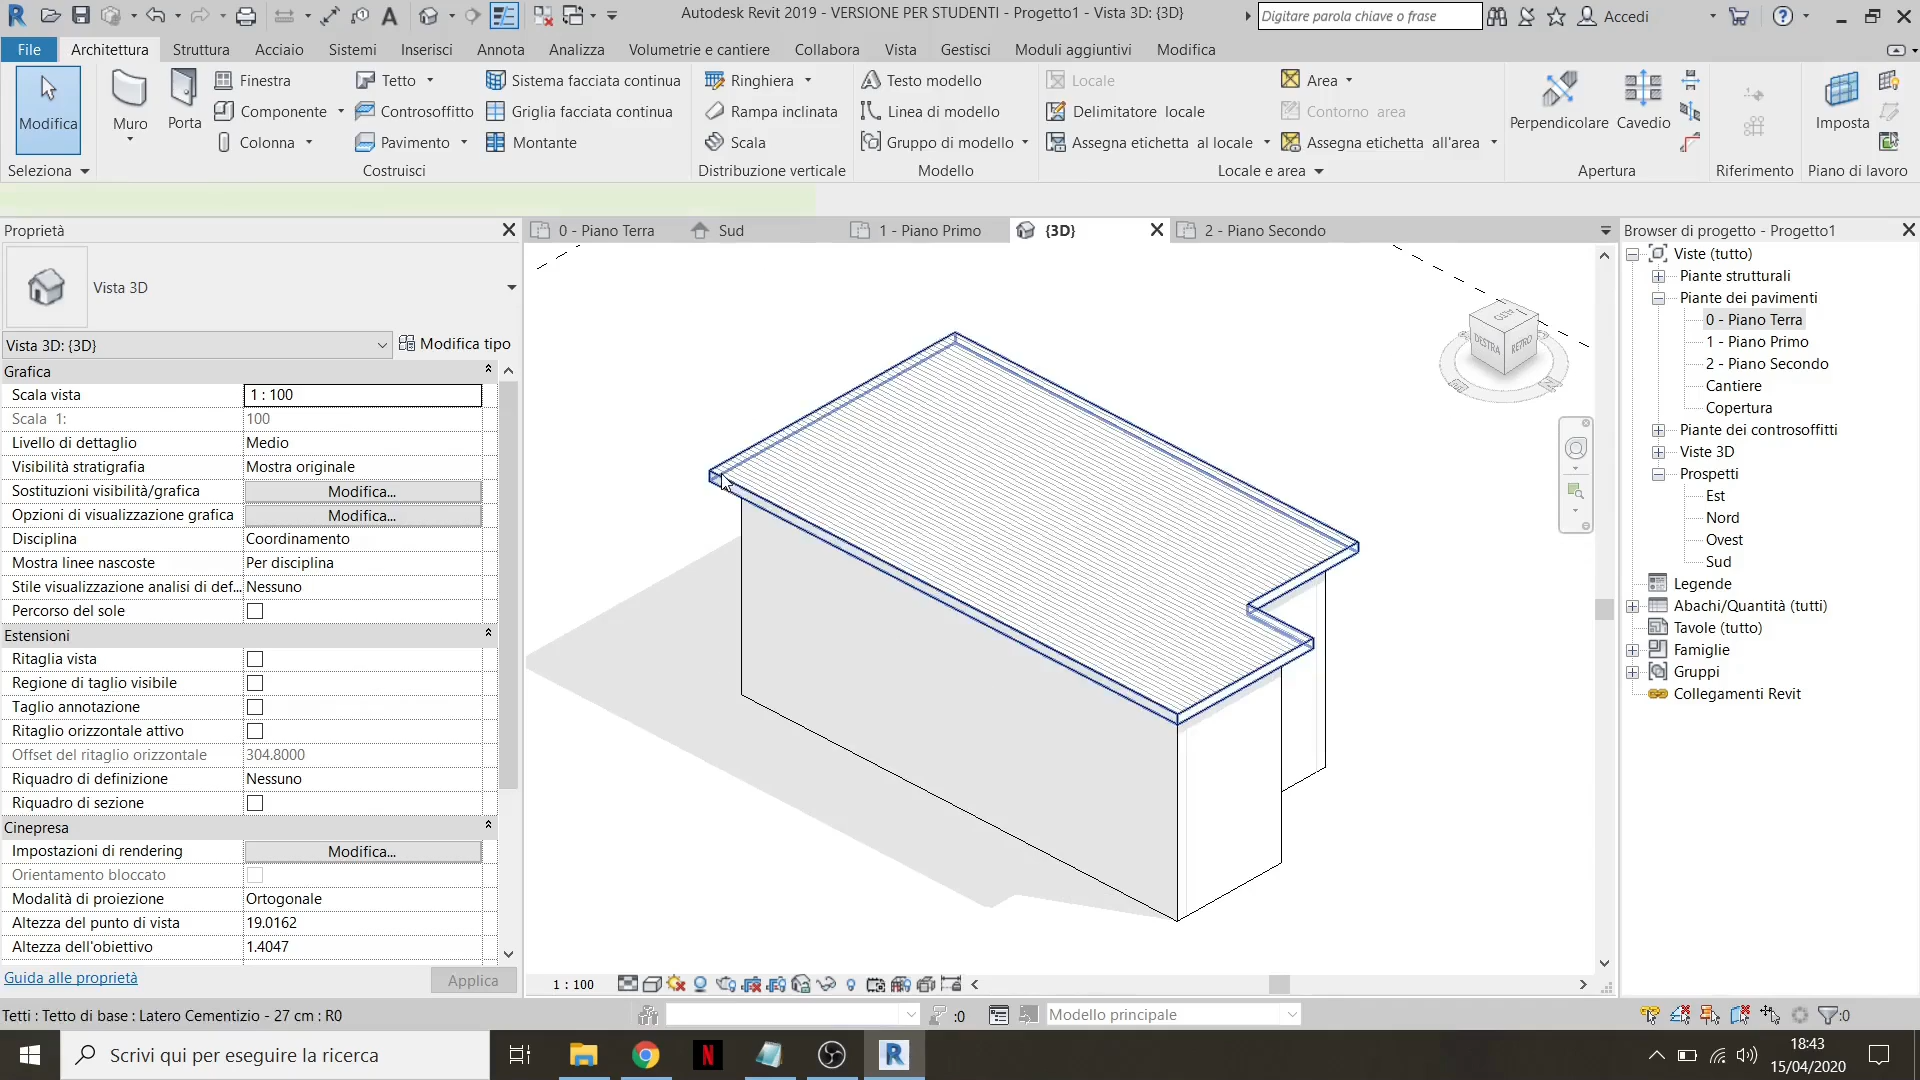 Autodesk Revit 2019 - VERSIONE PER STUDENTI - Progetto1 - Vista 3D: {3D}
Digitare parola chiave o frase
Accedi
File
Architettura
Struttura
Acciaio
Sistemi
Inserisci
Annota
Analizza
Volumetrie e cantiere
Collabora
Vista
Gestisci
Moduli aggiuntivi
Modifica
Modifica
Muro
Porta
Finestra
Componente
Colonna
Tetto
Controsoffitto
Pavimento
Sistema facciata continua
Griglia facciata continua
Montante
Ringhiera
Rampa inclinata
Scala
Testo modello
Linea di modello
Gruppo di modello
Locale
Delimitatore locale
Assegna etichetta al locale
Area
Contorno area
Assegna etichetta all'area
Perpendicolare
Cavedio
Imposta
Seleziona
Costruisci
Distribuzione verticale
Modello
Locale e area
Apertura
Riferimento
Piano di lavoro
Proprietà
0 - Piano Terra
Sud
1 - Piano Primo
{3D}
2 - Piano Secondo
Browser di progetto - Progetto1
Vista 3D
Vista 3D: {3D}
Modifica tipo
Grafica
Scala vista
1 : 100
Scala 1:
100
Livello di dettaglio
Medio
Visibilità stratigrafia
Mostra originale
Sostituzioni visibilità/grafica
Modifica...
Opzioni di visualizzazione grafica
Modifica...
Disciplina
Coordinamento
Mostra linee nascoste
Per disciplina
Stile visualizzazione analisi di def...
Nessuno
Percorso del sole
Estensioni
Ritaglia vista
Regione di taglio visibile
Taglio annotazione
Ritaglio orizzontale attivo
Offset del ritaglio orizzontale
304.8000
Riquadro di definizione
Nessuno
Riquadro di sezione
Cinepresa
Impostazioni di rendering
Modifica...
Orientamento bloccato
Modalità di proiezione
Ortogonale
Altezza del punto di vista
19.0162
Altezza dell'obiettivo
1.4047
Guida alle proprietà
Applica
ALTO
DESTRA
RETRO
Viste (tutto)
Piante strutturali
Piante dei pavimenti
0 - Piano Terra
1 - Piano Primo
2 - Piano Secondo
Cantiere
Copertura
Piante dei controsoffitti
Viste 3D
Prospetti
Est
Nord
Ovest
Sud
Legende
Abachi/Quantità (tutti)
Tavole (tutto)
Famiglie
Gruppi
Collegamenti Revit
1 : 100
Tetti : Tetto di base : Latero Cementizio - 27 cm : R0
:0
Modello principale
:0
Scrivi qui per eseguire la ricerca
18:43
15/04/2020